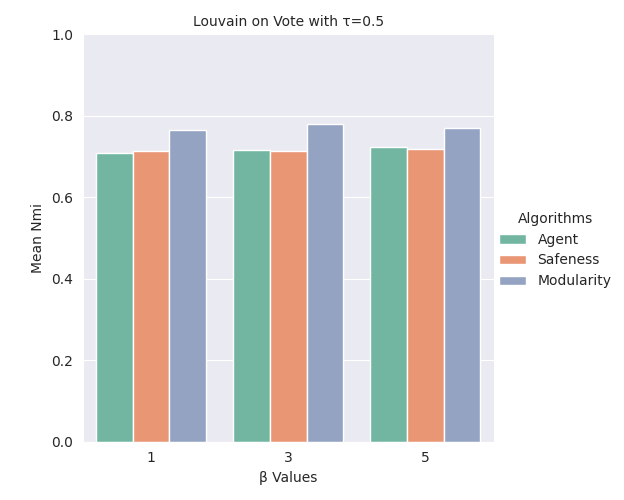 Louvain on Vote with τ=0.5
1.0
0.8
0.6
0.4
0.2
0.0
Mean Nmi
1 3 5
β Values
Algorithms
Agent
Safeness
Modularity